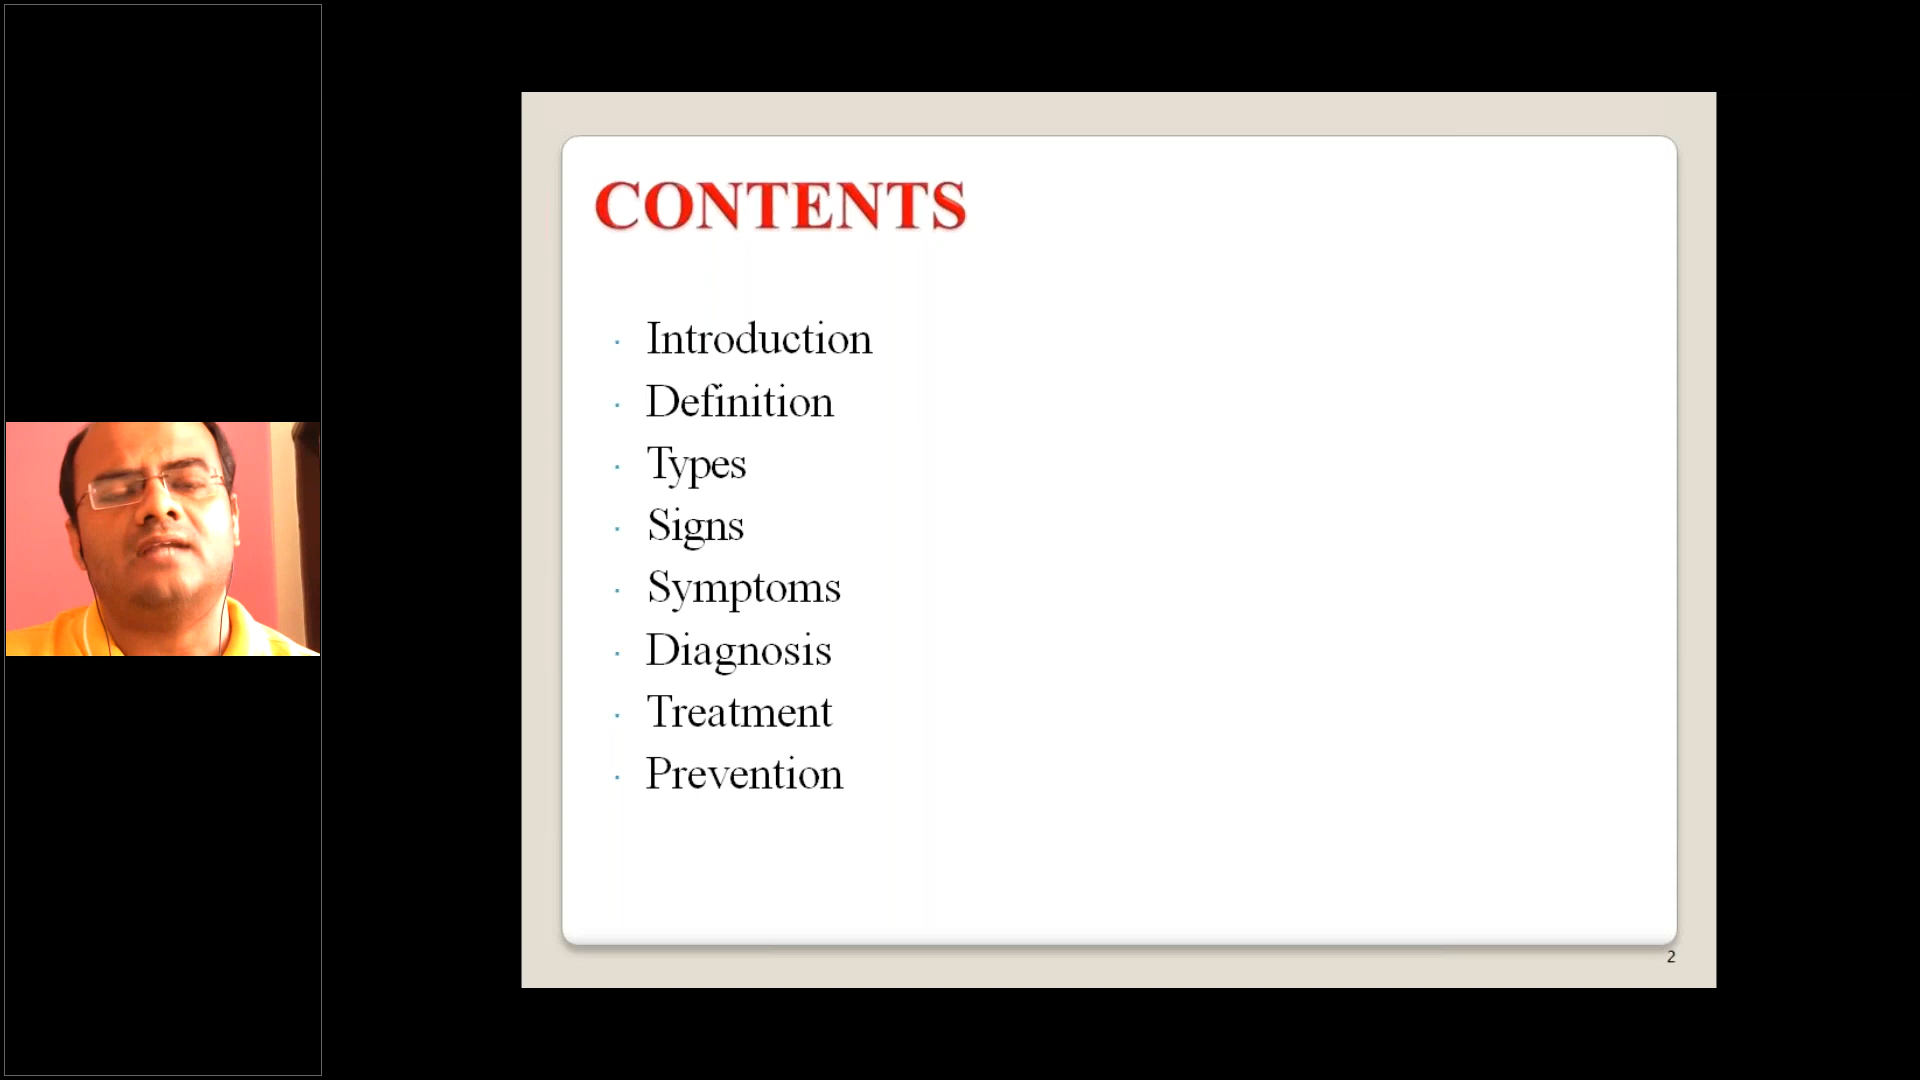 CONTENTS
· Introduction
· Definition
· Types
· Signs
· Symptoms
· Diagnosis
· Treatment
· Prevention
2